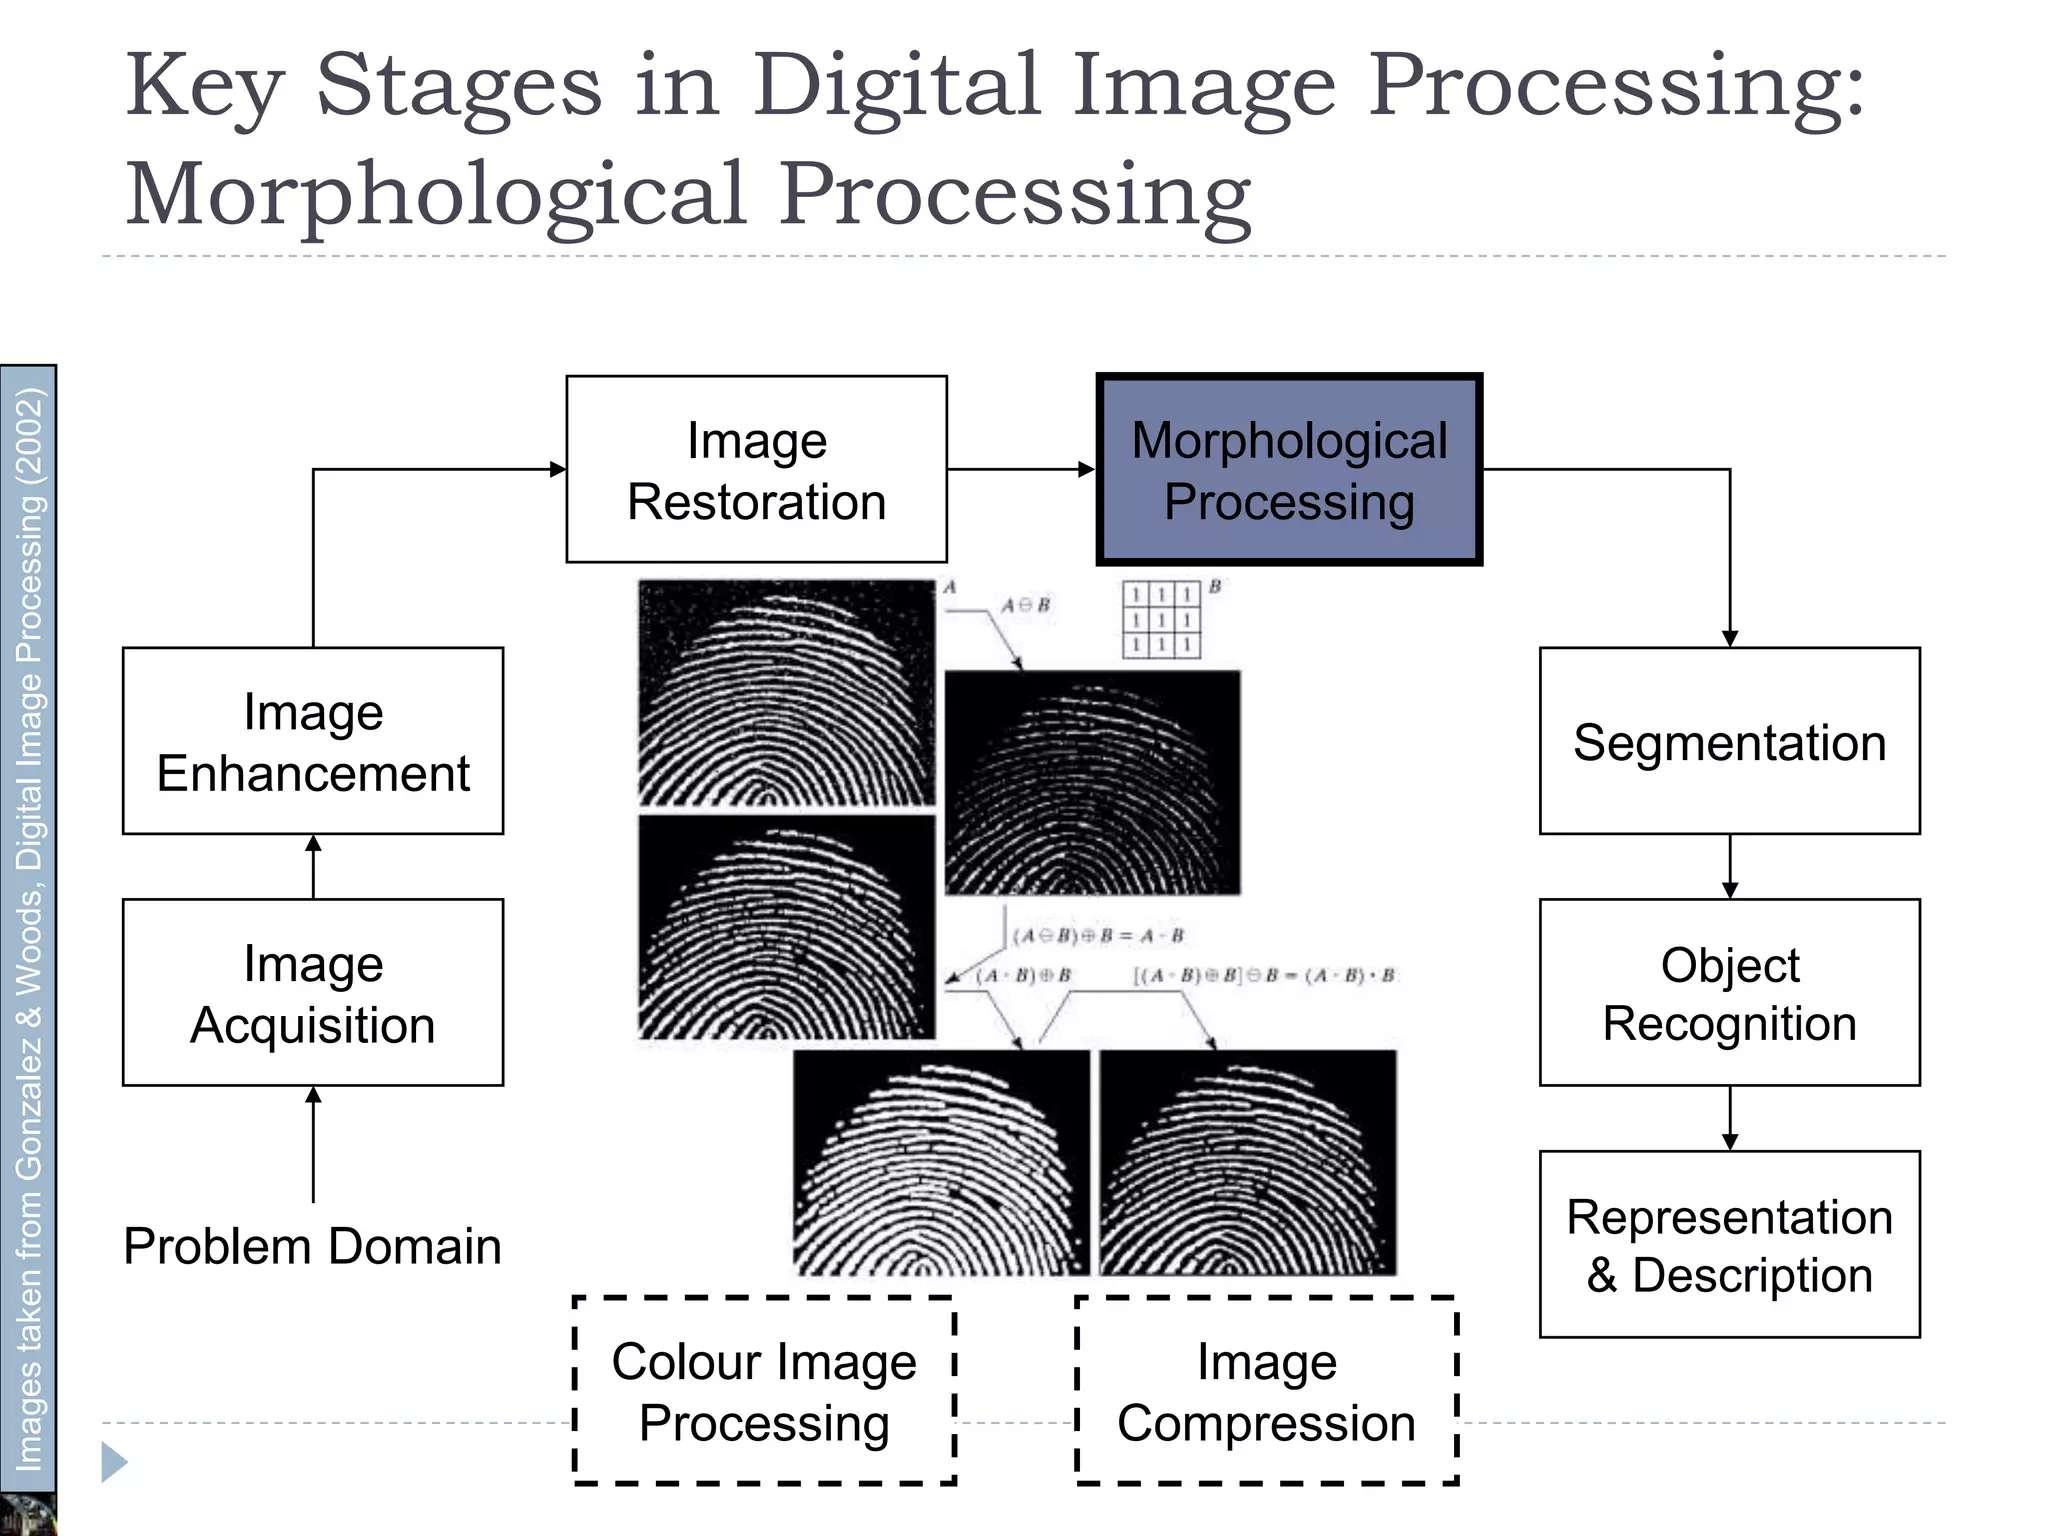 Key Stages in Digital Image Processing:
Morphological Processing
Images taken from Gonzalez & Woods, Digital Image Processing (2002)
Image
Restoration
Morphological
Processing
A
A ⊖ B
1 1 1
1 1 1
1 1 1
B
Image
Enhancement
Segmentation
(A ⊖ B) ⊕ B = A ∘ B
(A ∘ B) ⊕ B
[(A ∘ B) ⊕ B] ⊖ B = (A ∘ B) • B
Image
Acquisition
Object
Recognition
Problem Domain
Representation
& Description
Colour Image
Processing
Image
Compression